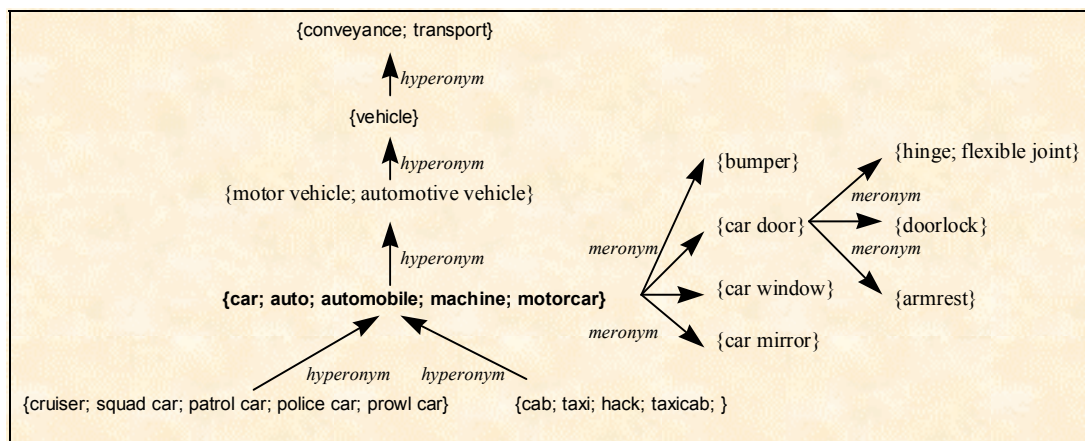 {conveyance; transport}
hyperonym
{vehicle}
hyperonym
{motor vehicle; automotive vehicle}
hyperonym
{car; auto; automobile; machine; motorcar}
hyperonym
hyperonym
{cruiser; squad car; patrol car; police car; prowl car}
{cab; taxi; hack; taxicab; }
meronym
meronym
{bumper}
{car door}
{car window}
{car mirror}
meronym
meronym
{hinge; flexible joint}
{doorlock}
{armrest}